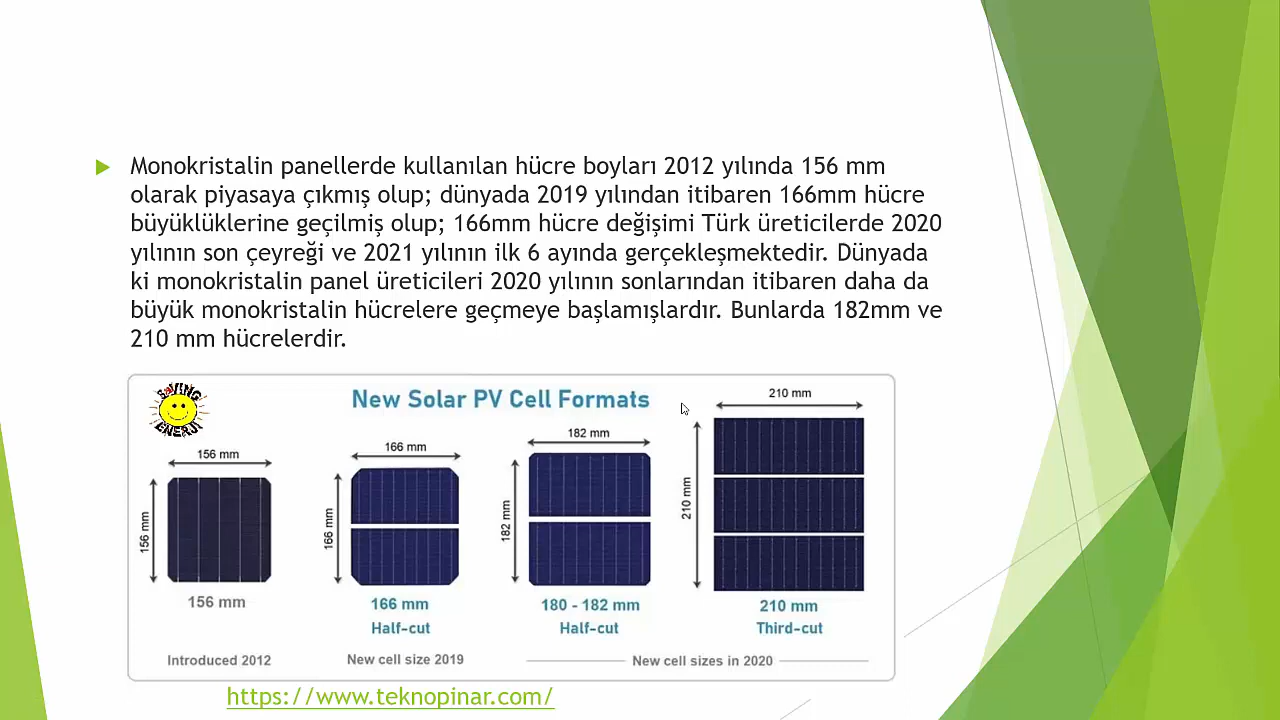 Monokristalin panellerde kullanılan hücre boyları 2012 yılında 156 mm
olarak piyasaya çıkmış olup; dünyada 2019 yılından itibaren 166mm hücre
büyüklüklerine geçilmiş olup; 166mm hücre değişimi Türk üreticilerde 2020
yılının son çeyreği ve 2021 yılının ilk 6 ayında gerçekleşmektedir. Dünyada
ki monokristalin panel üreticileri 2020 yılının sonlarından itibaren daha da
büyük monokristalin hücrelere geçmeye başlamışlardır. Bunlarda 182mm ve
210 mm hücrelerdir.
SaVING
ENERJİ
New Solar PV Cell Formats
156 mm
156 mm
156 mm
Introduced 2012
166 mm
166 mm
166 mm
Half-cut
New cell size 2019
182 mm
182 mm
180 - 182 mm
Half-cut
210 mm
210 mm
210 mm
Third-cut
New cell sizes in 2020
https://www.teknopinar.com/